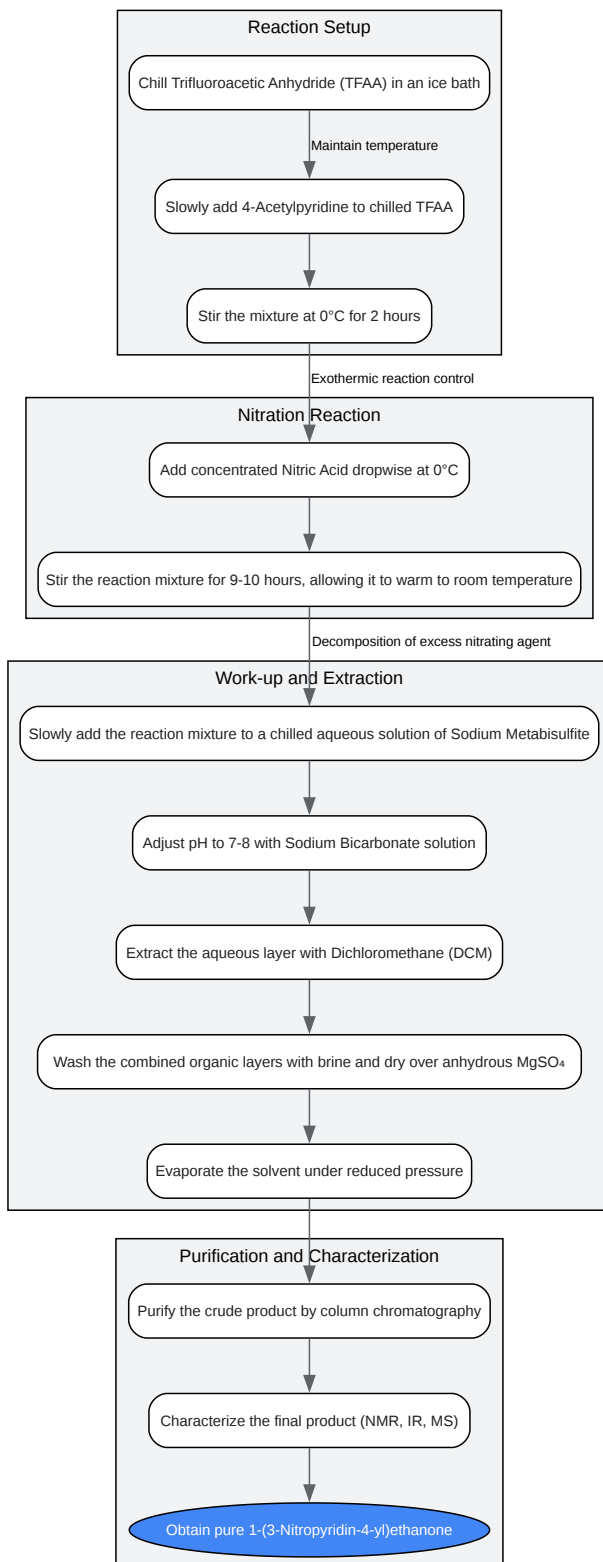 Reaction Setup
Chill Trifluoroacetic Anhydride (TFAA) in an ice bath
Maintain temperature
Slowly add 4-Acetylpyridine to chilled TFAA
Stir the mixture at 0°C for 2 hours
Exothermic reaction control
Nitration Reaction
Add concentrated Nitric Acid dropwise at 0°C
Stir the reaction mixture for 9-10 hours, allowing it to warm to room temperature
Decomposition of excess nitrating agent
Work-up and Extraction
Slowly add the reaction mixture to a chilled aqueous solution of Sodium Metabisulfite
Adjust pH to 7-8 with Sodium Bicarbonate solution
Extract the aqueous layer with Dichloromethane (DCM)
Wash the combined organic layers with brine and dry over anhydrous MgSO₄
Evaporate the solvent under reduced pressure
Purification and Characterization
Purify the crude product by column chromatography
Characterize the final product (NMR, IR, MS)
Obtain pure 1-(3-Nitropyridin-4-yl)ethanone